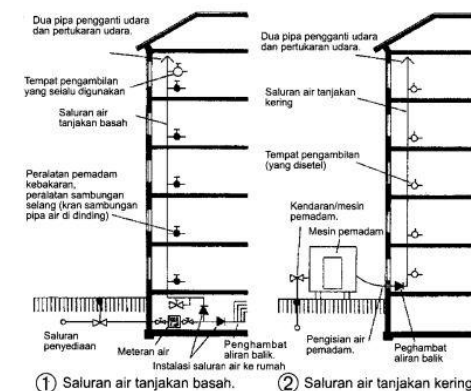 Dua pipa pengganti udara
dan pertukaran udara.
Tempat pengambilan
yang selalu digunakan
Saluran air
tanjakan basah
Peralatan pemadam
kebakaran,
peralatan sambungan
selang (kran sambungan
pipa air di dinding)
Saluran
penyediaan
Meteran air
Penghambat
aliran balik.
Instalasi saluran air ke rumah
① Saluran air tanjakan basah.
Dua pipa pengganti udara
dan pertukaran udara.
Saluran air tanjakan
kering
Tempat pengambilan
(yang disetel)
Kendaran/mesin
pemadam.
Mesin pemadam
Pengisian air
pemadam.
Peghambat
aliran balik
② Saluran air tanjakan kering